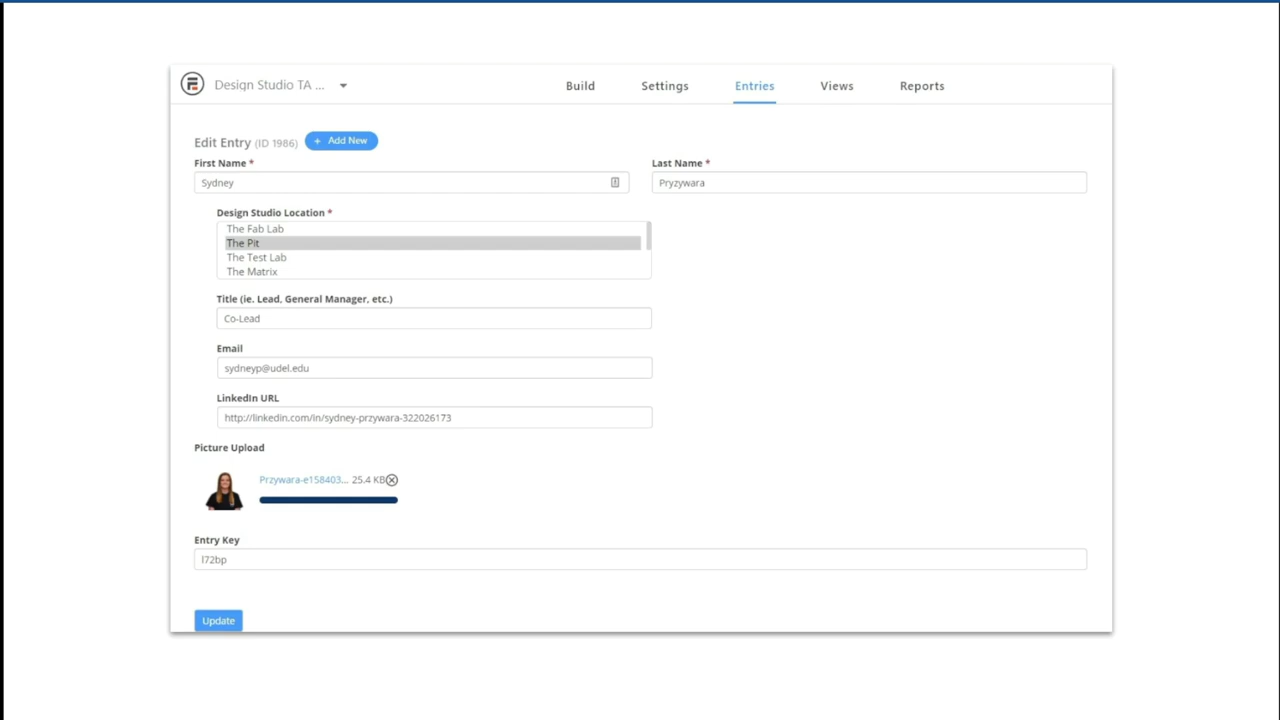 Design Studio TA ...
Build Settings Entries Views Reports
Edit Entry (ID 1986) + Add New
First Name * Last Name *
Sydney Pryzywara
Design Studio Location *
The Fab Lab
The Pit
The Test Lab
The Matrix
Title (ie. Lead, General Manager, etc.)
Co-Lead
Email
sydneyp@udel.edu
LinkedIn URL
http://linkedin.com/in/sydney-przywara-322026173
Picture Upload
Przywara-e158403... 25.4 KB
Entry Key
l72bp
Update